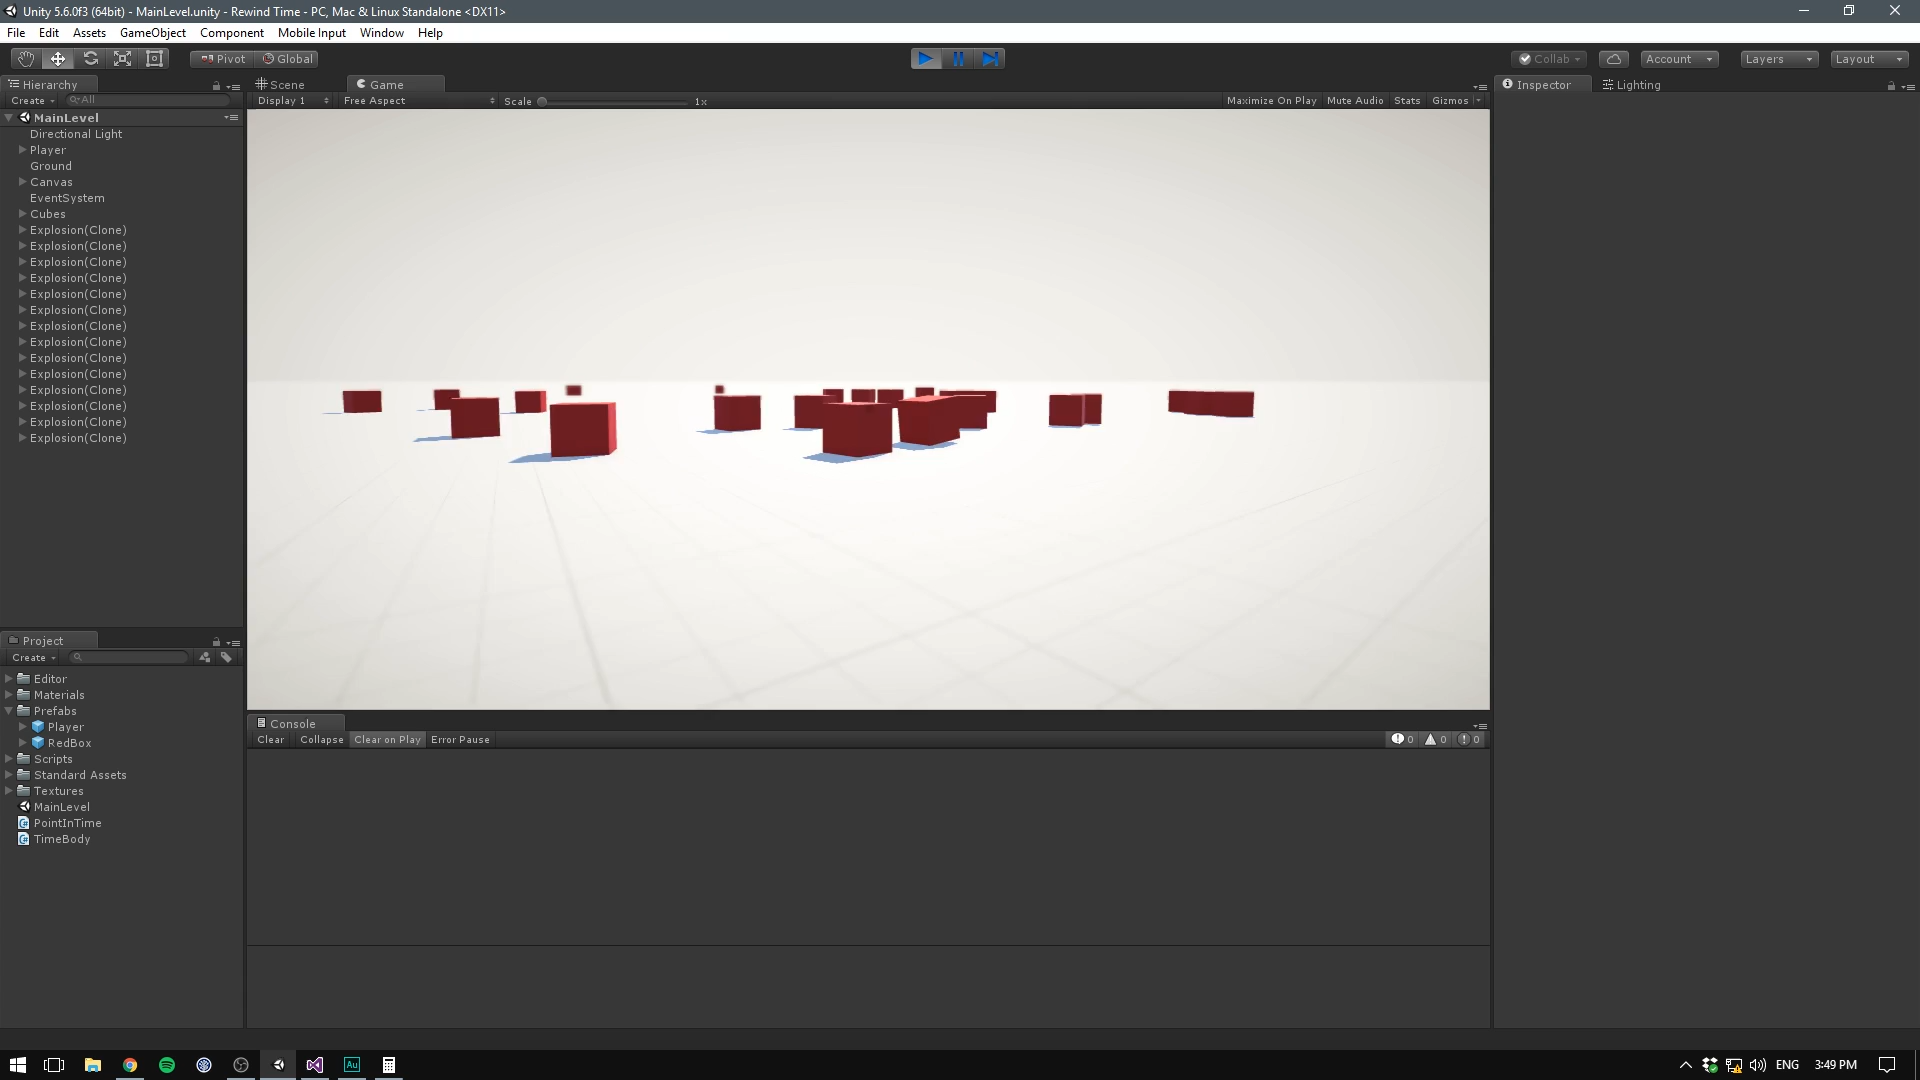 Unity 5.6.0f3 (64bit) - MainLevel.unity - Rewind Time - PC, Mac & Linux Standalone <DX11>
File Edit Assets GameObject Component Mobile Input Window Help
Pivot Global Collab Account Layers Layout
Hierarchy Scene Game Inspector Lighting
Create All Display 1 Free Aspect Scale 1x Maximize On Play Mute Audio Stats Gizmos
MainLevel
Directional Light
Player
Ground
Canvas
EventSystem
Cubes
Explosion(Clone)
Explosion(Clone)
Explosion(Clone)
Explosion(Clone)
Explosion(Clone)
Explosion(Clone)
Explosion(Clone)
Explosion(Clone)
Explosion(Clone)
Explosion(Clone)
Explosion(Clone)
Explosion(Clone)
Explosion(Clone)
Explosion(Clone)
Project
Create
Editor
Materials
Prefabs
Player
RedBox
Scripts
Standard Assets
Textures
MainLevel
PointInTime
TimeBody
Console
Clear Collapse Clear on Play Error Pause 0 0 0
Au ENG 3:49 PM